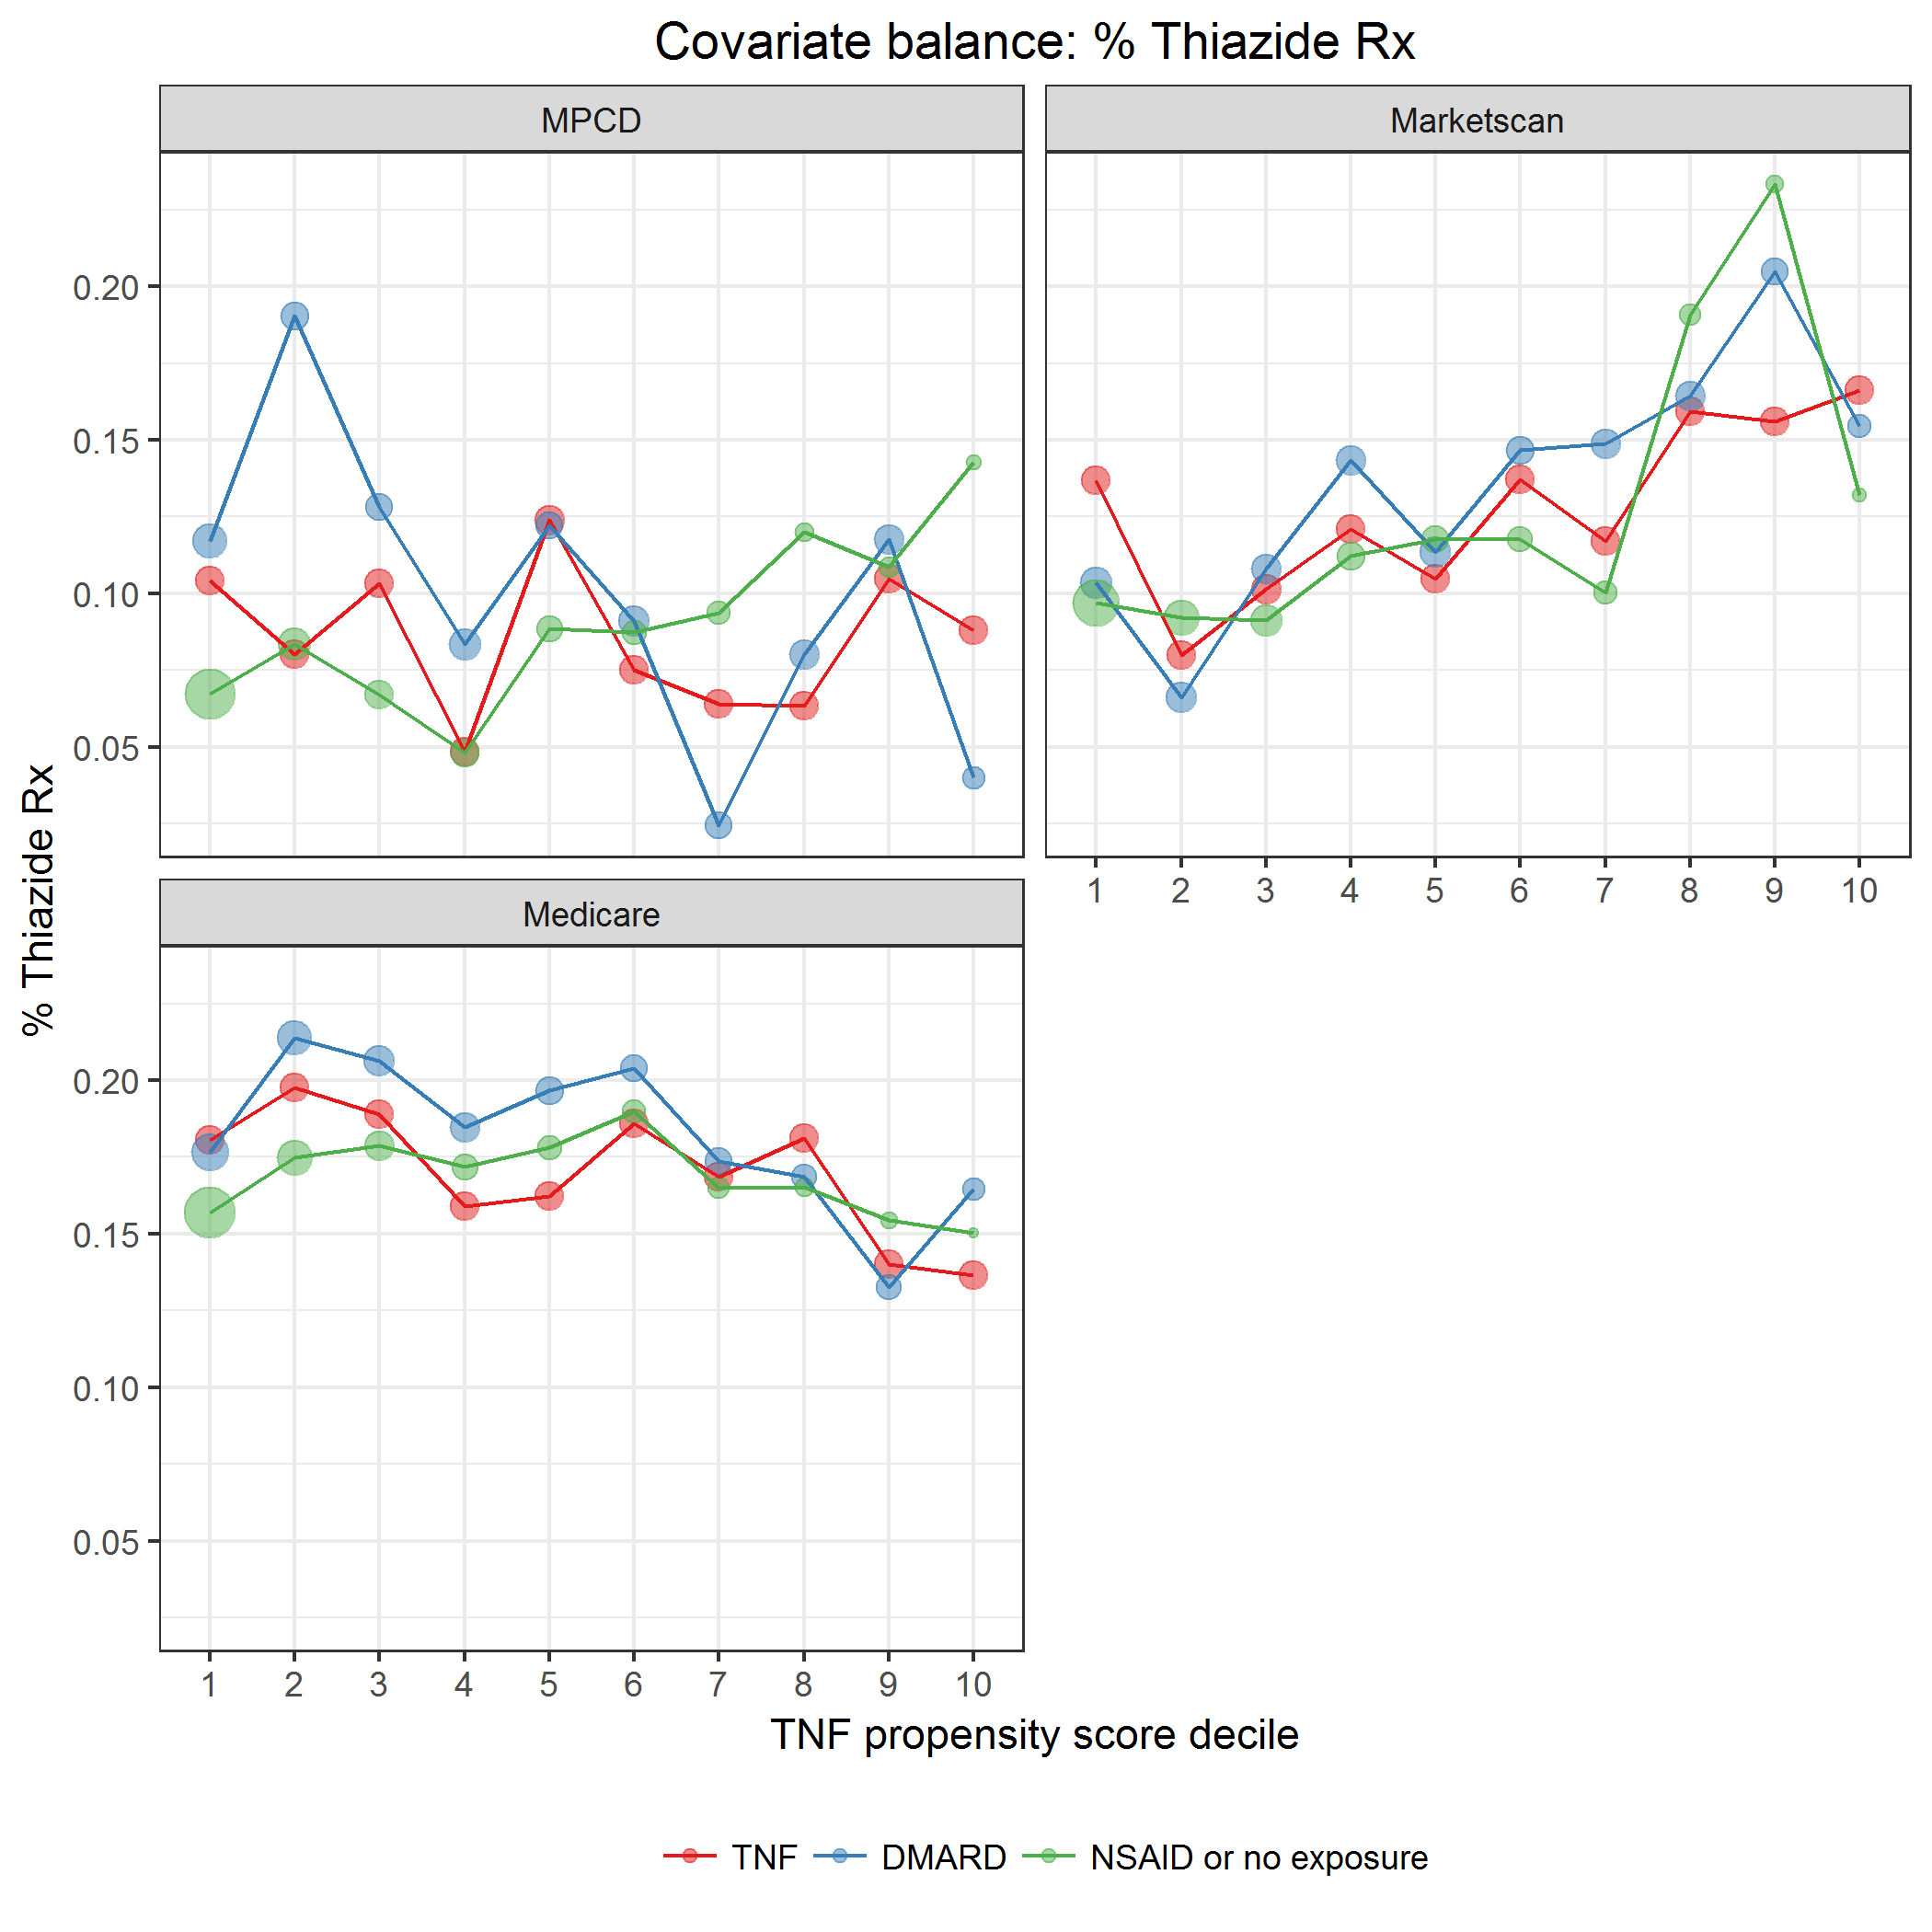 Covariate balance: % Thiazide Rx
MPCD
Marketscan
0.20
0.15
0.10
0.05
1 2 3 4 5 6 7 8 9 10
% Thiazide Rx
Medicare
0.20
0.15
0.10
0.05
1 2 3 4 5 6 7 8 9 10
TNF propensity score decile
TNF DMARD NSAID or no exposure